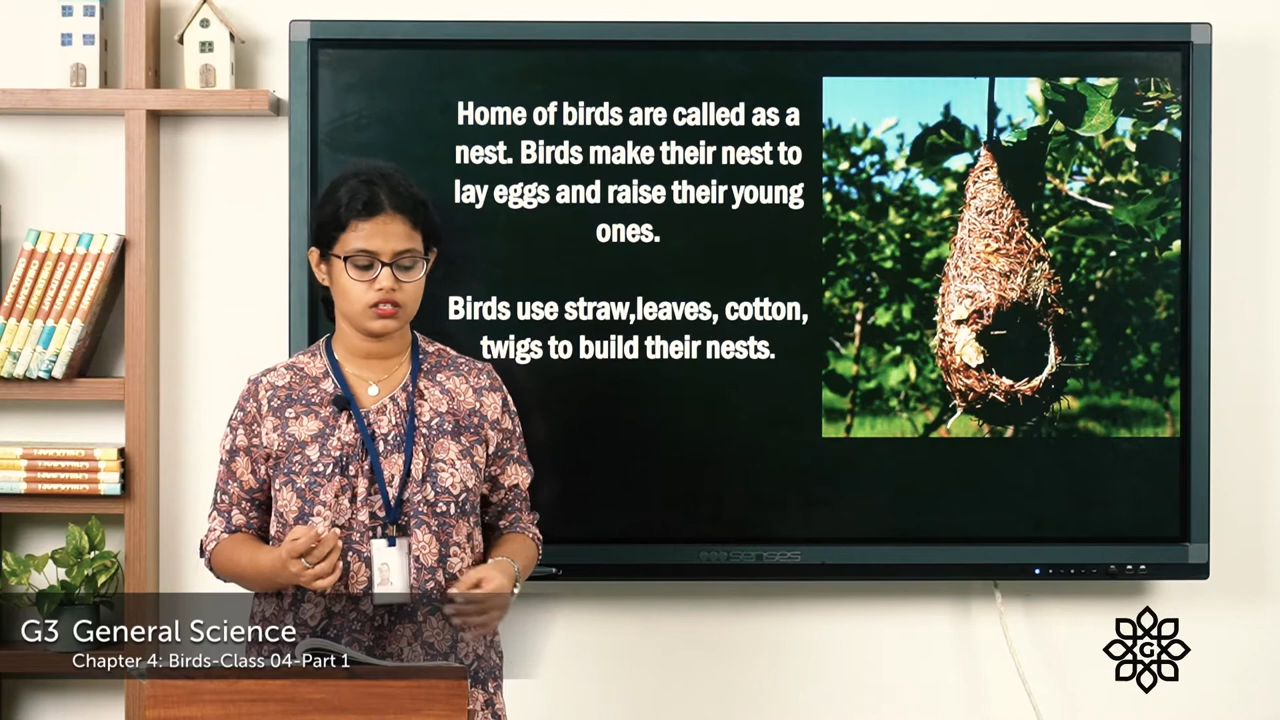 Home of birds are called as a
nest. Birds make their nest to
lay eggs and raise their young
ones.
Birds use straw,leaves, cotton,
twigs to build their nests.
senses
G3 General Science
Chapter 4: Birds-Class 04-Part 1
G